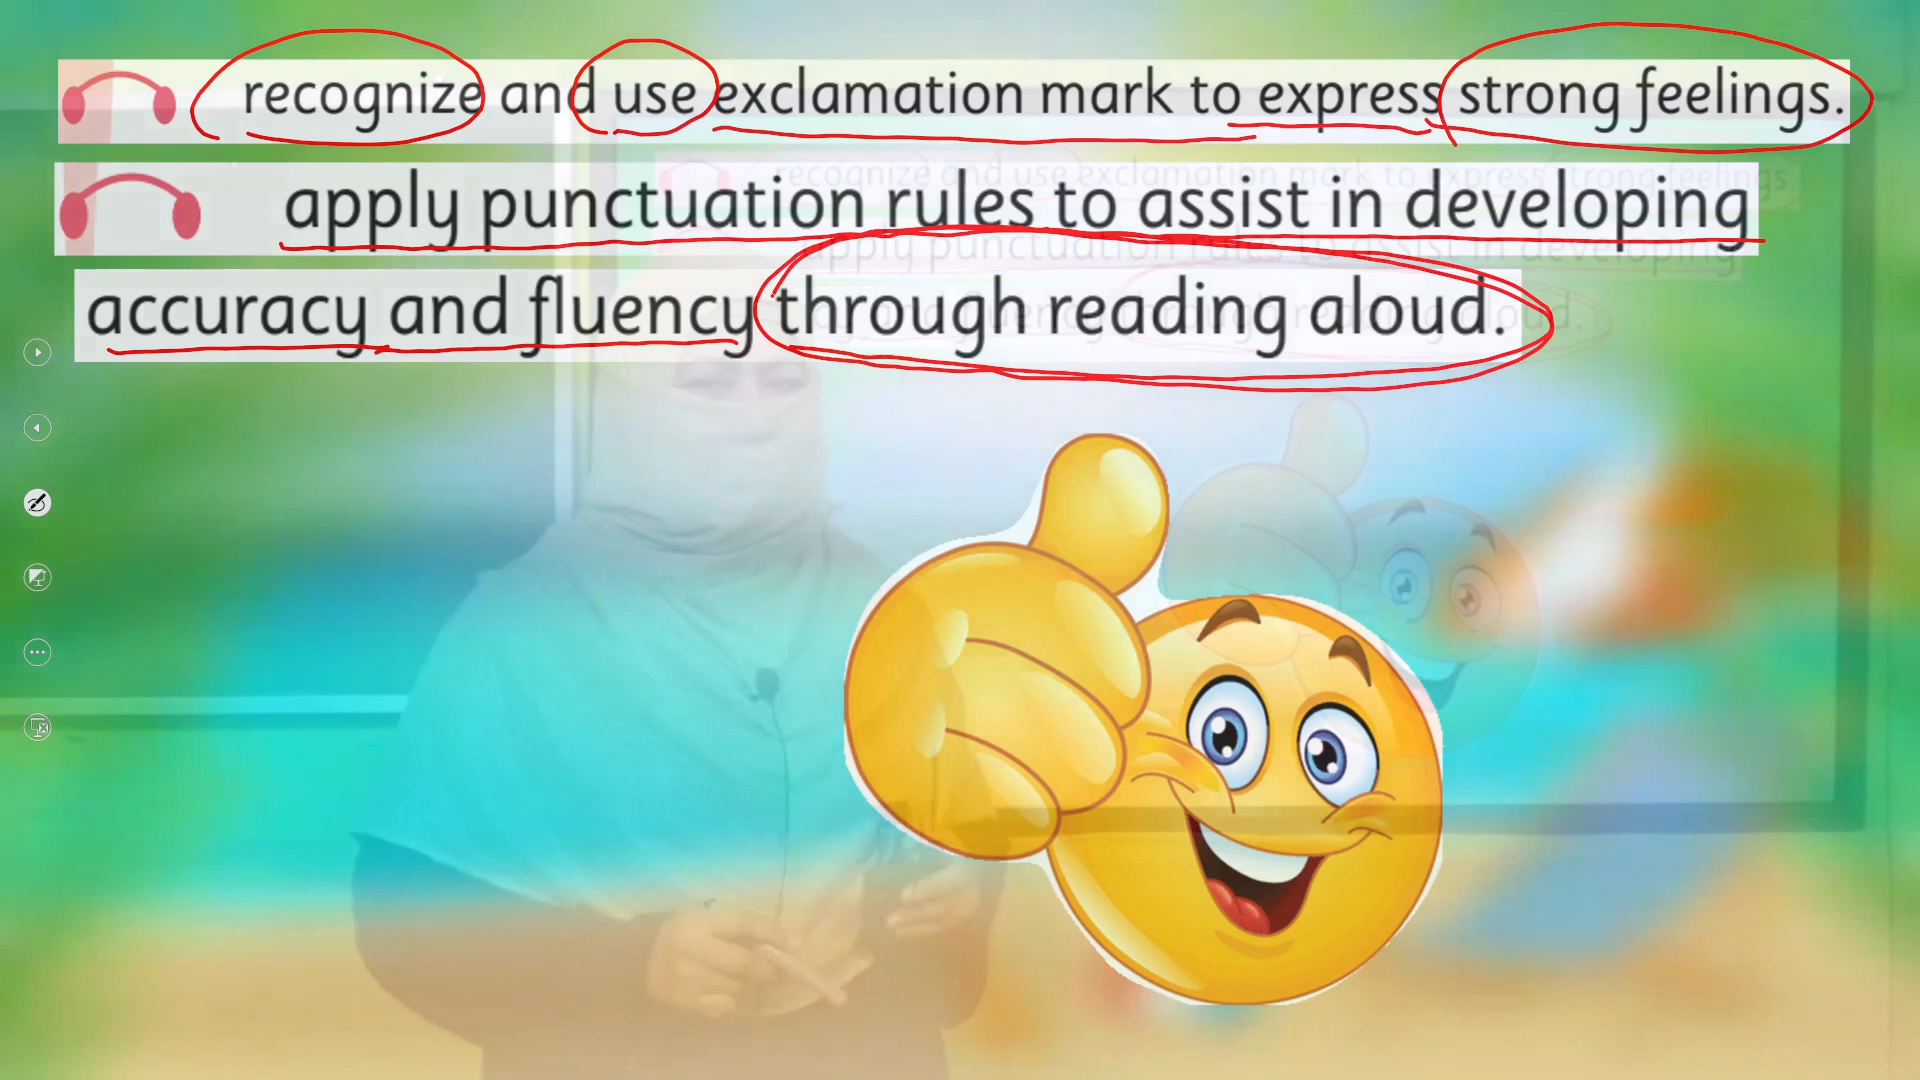 recognize and use exclamation mark to express strong feelings.
apply punctuation rules to assist in developing
accuracy and fluency through reading aloud.